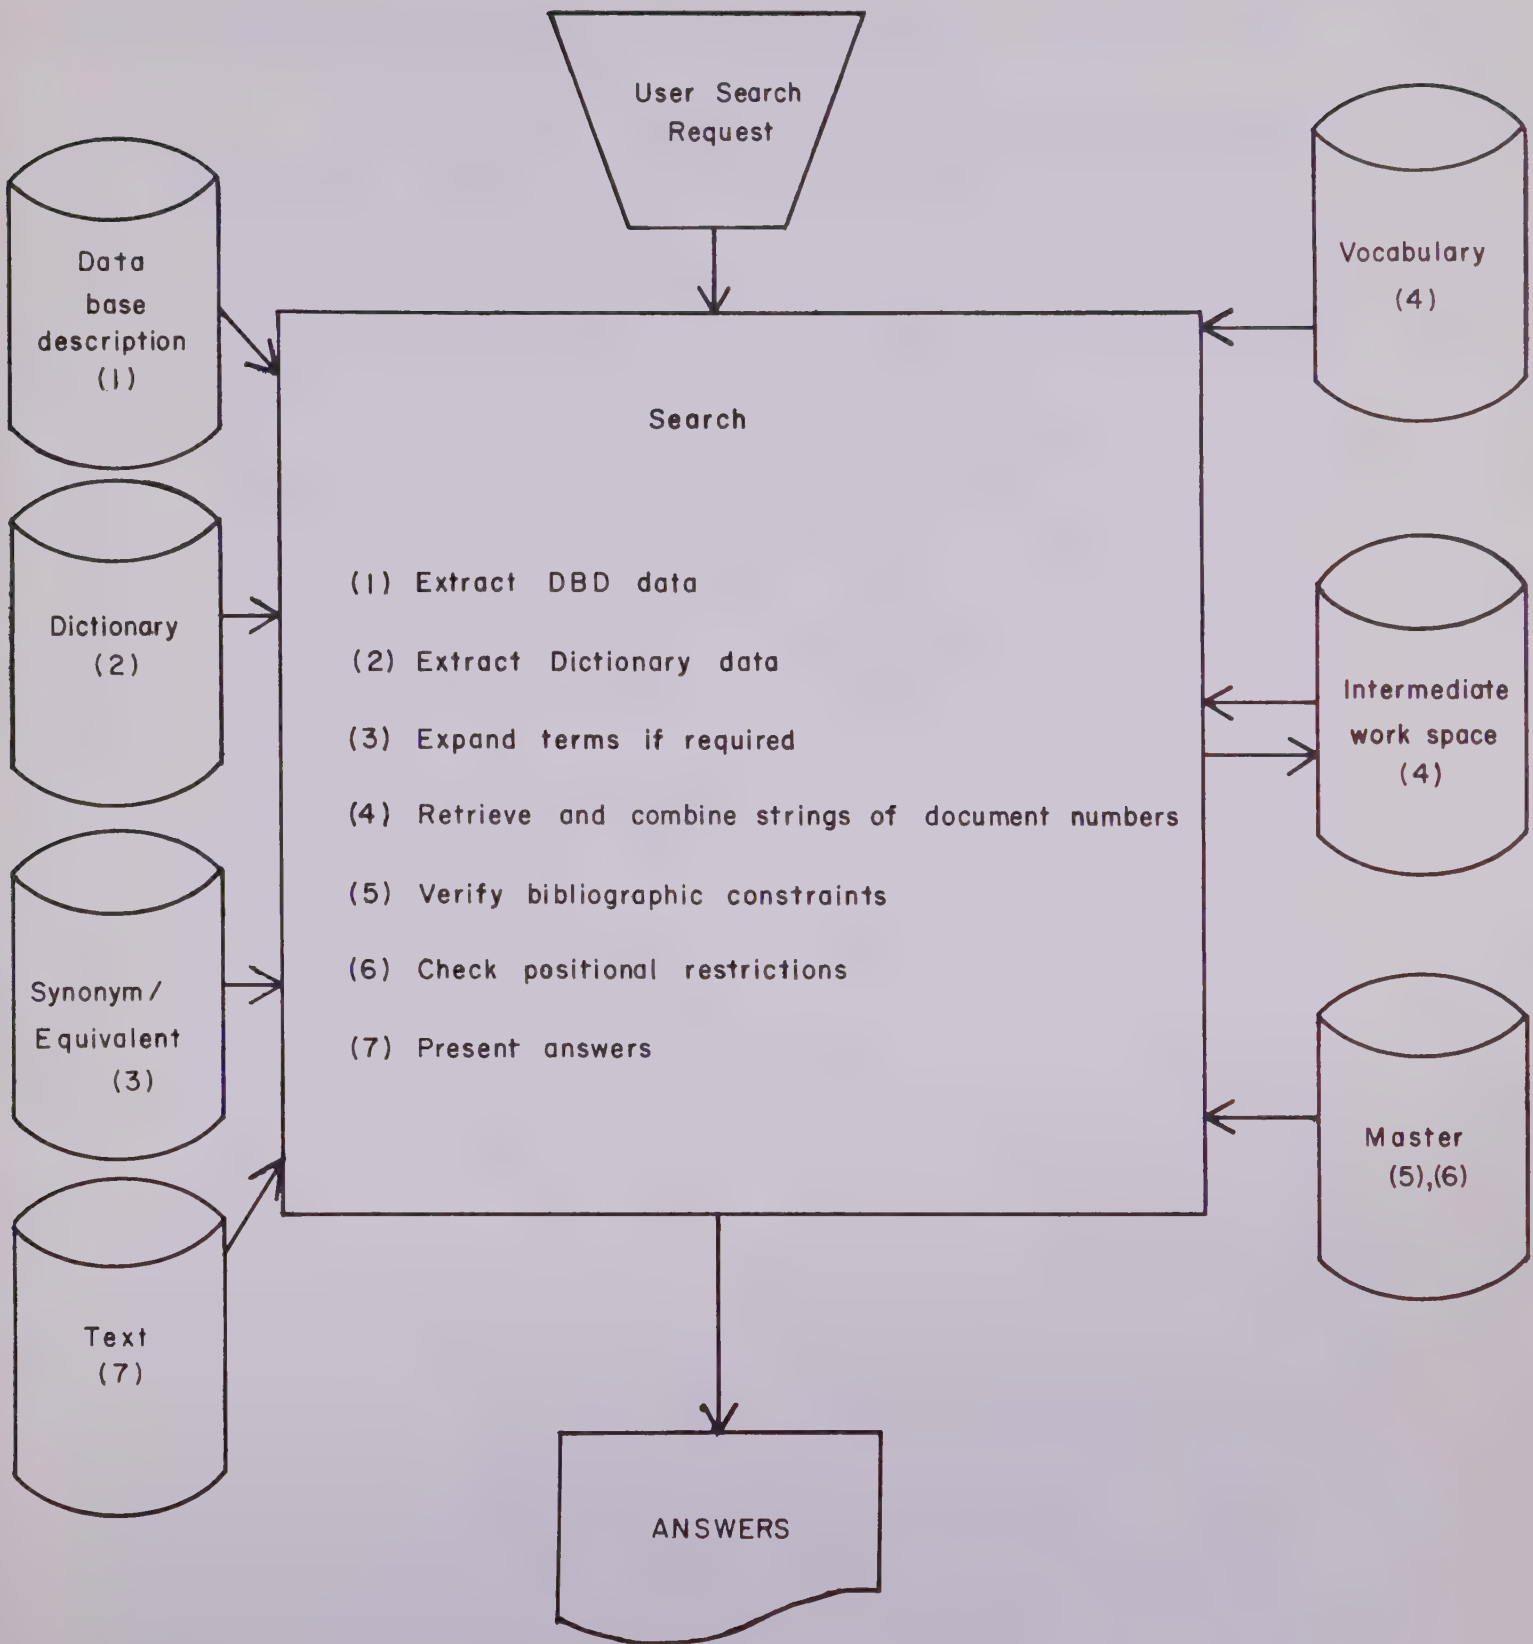 User Search
Request
Data
base
description
(1)
Dictionary
(2)
Synonym/
Equivalent
(3)
Text
(7)
Search
(1) Extract DBD data
(2) Extract Dictionary data
(3) Expand terms if required
(4) Retrieve and combine strings of document numbers
(5) Verify bibliographic constraints
(6) Check positional restrictions
(7) Present answers
Vocabulary
(4)
Intermediate
work space
(4)
Master
(5),(6)
ANSWERS